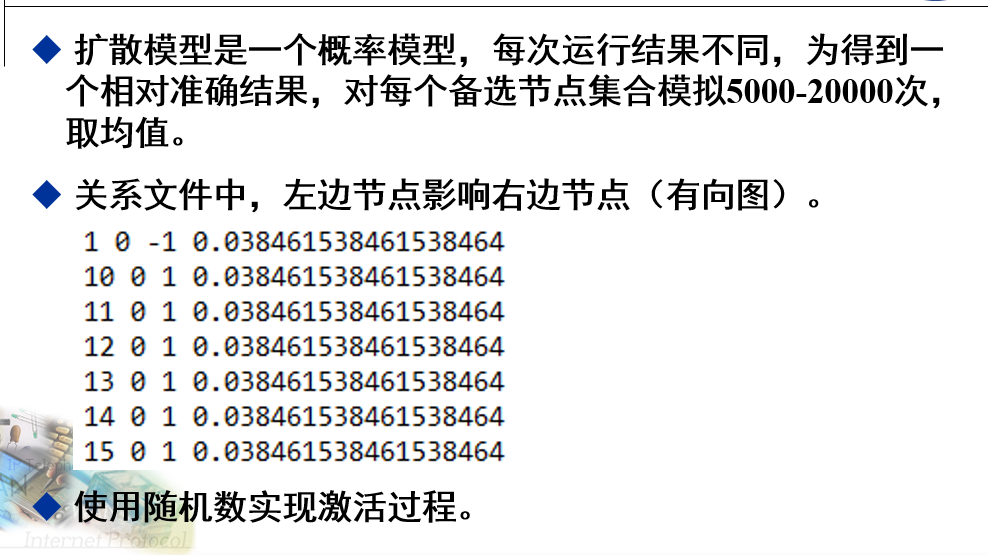 扩散模型是一个概率模型，每次运行结果不同，为得到一
个相对准确结果，对每个备选节点集合模拟5000-20000次，
取均值。
关系文件中，左边节点影响右边节点（有向图）。
1 0 -1 0.038461538461538464
10 0 1 0.038461538461538464
11 0 1 0.038461538461538464
12 0 1 0.038461538461538464
13 0 1 0.038461538461538464
14 0 1 0.038461538461538464
15 0 1 0.038461538461538464
使用随机数实现激活过程。
Internet Protocol